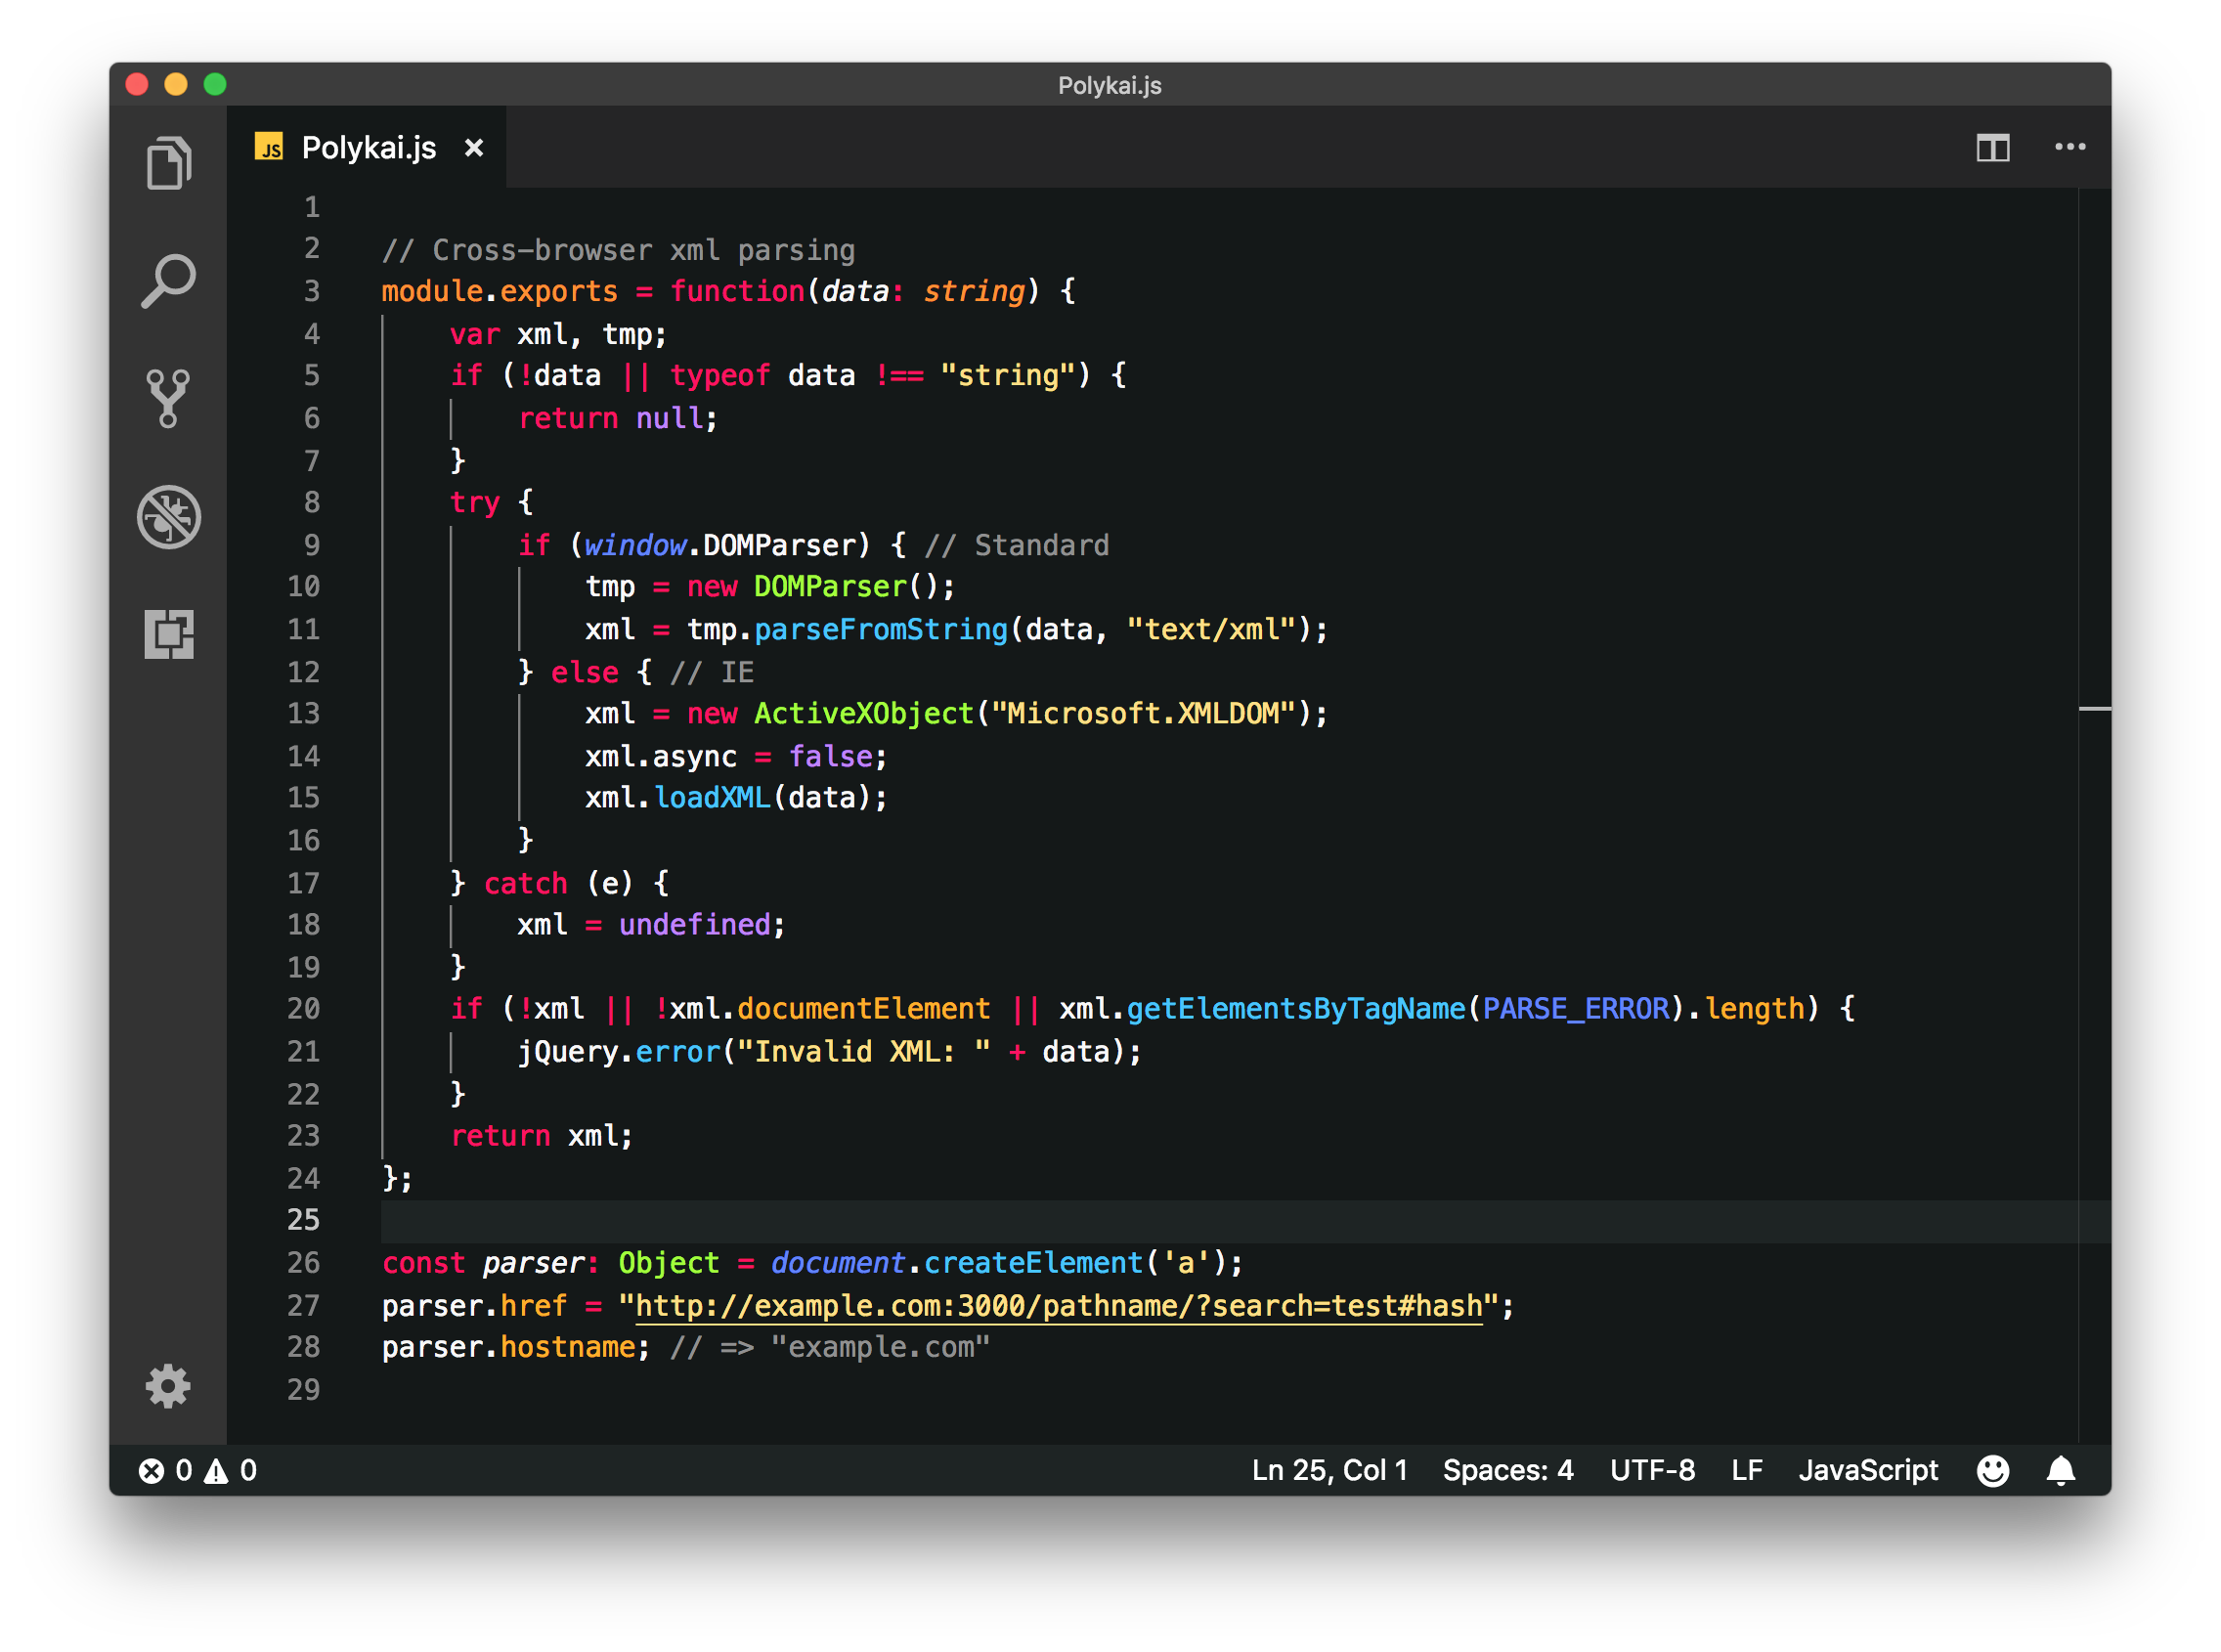 Polykai.js
JS Polykai.js ×
1
2 // Cross-browser xml parsing
3 module.exports = function(data: string) {
4     var xml, tmp;
5     if (!data || typeof data !== "string") {
6         return null;
7     }
8     try {
9         if (window.DOMParser) { // Standard
10             tmp = new DOMParser();
11             xml = tmp.parseFromString(data, "text/xml");
12         } else { // IE
13             xml = new ActiveXObject("Microsoft.XMLDOM");
14             xml.async = false;
15             xml.loadXML(data);
16         }
17     } catch (e) {
18         xml = undefined;
19     }
20     if (!xml || !xml.documentElement || xml.getElementsByTagName(PARSE_ERROR).length) {
21         jQuery.error("Invalid XML: " + data);
22     }
23     return xml;
24 };
25
26 const parser: Object = document.createElement('a');
27 parser.href = "http://example.com:3000/pathname/?search=test#hash";
28 parser.hostname; // => "example.com"
29
0 0 Ln 25, Col 1 Spaces: 4 UTF-8 LF JavaScript